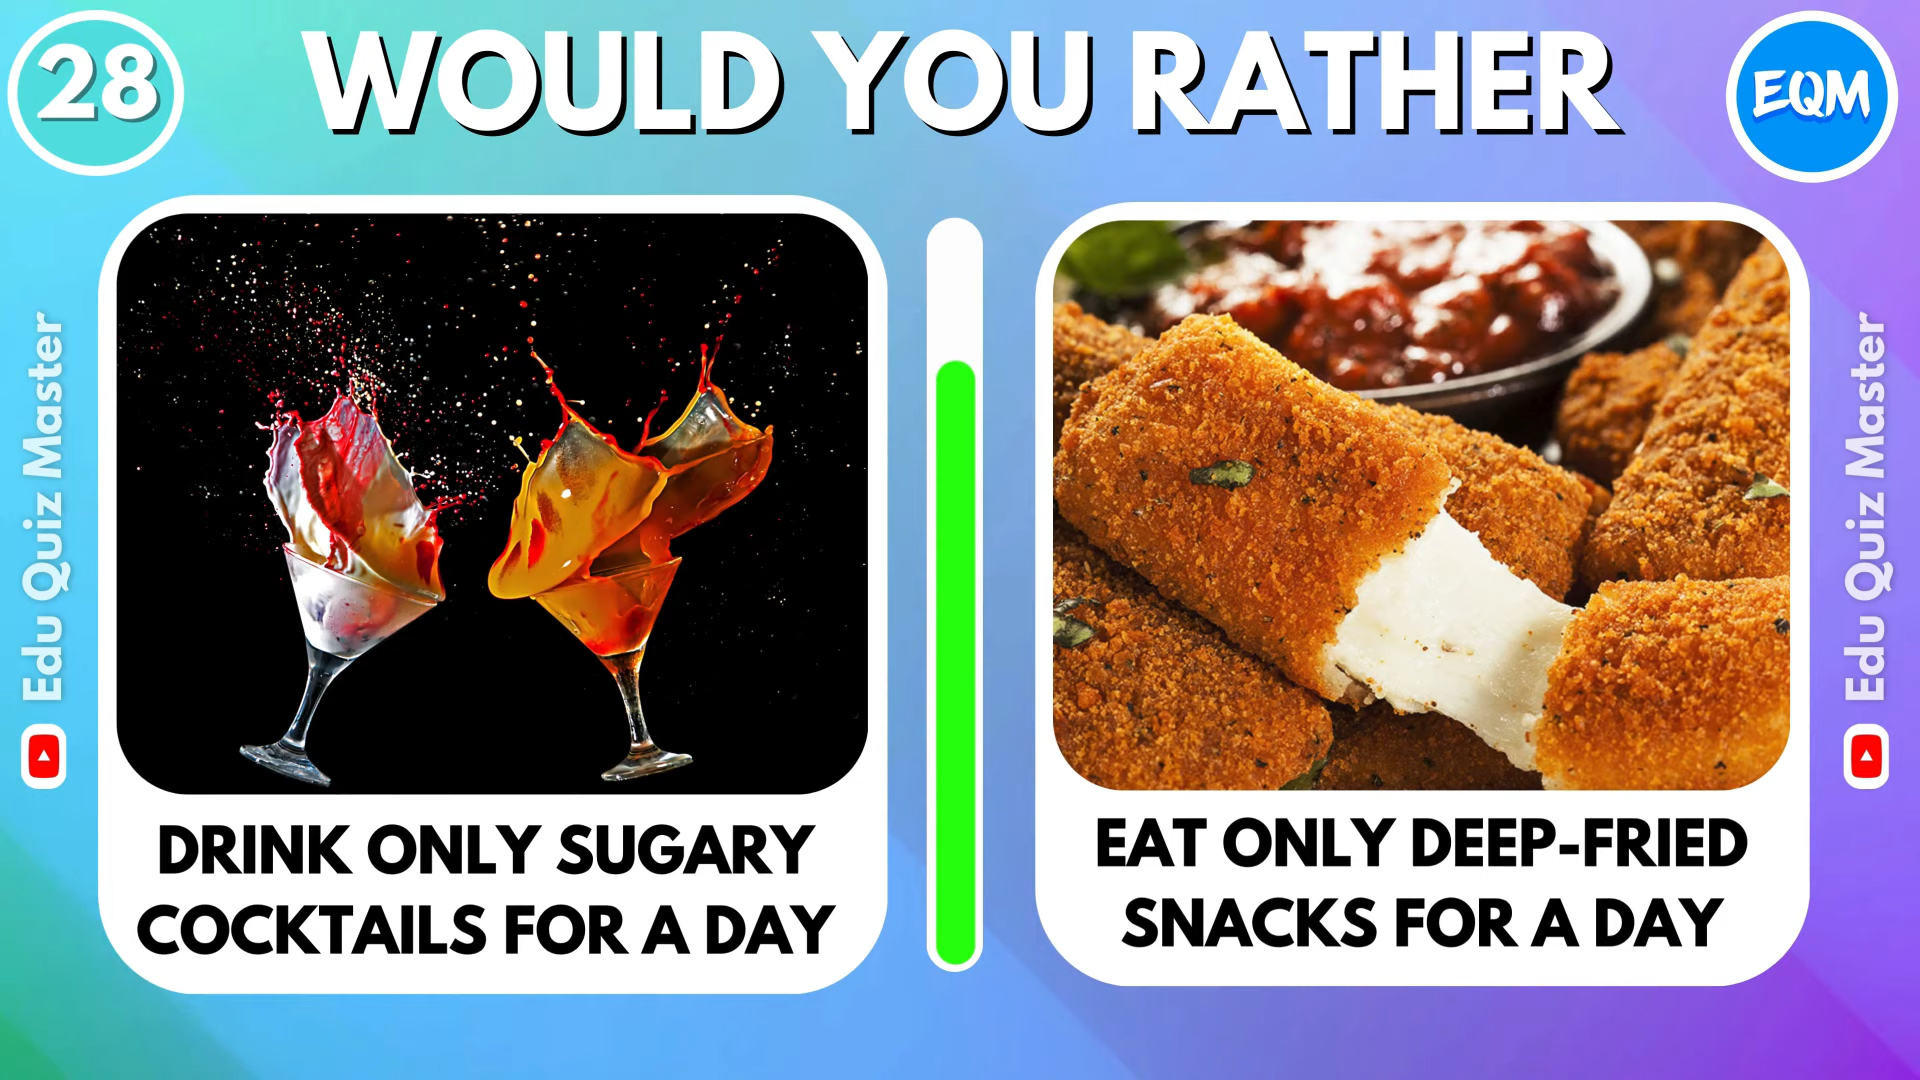 28
WOULD YOU RATHER
EQM
Edu Quiz Master
DRINK ONLY SUGARY
COCKTAILS FOR A DAY
EAT ONLY DEEP-FRIED
SNACKS FOR A DAY
Edu Quiz Master